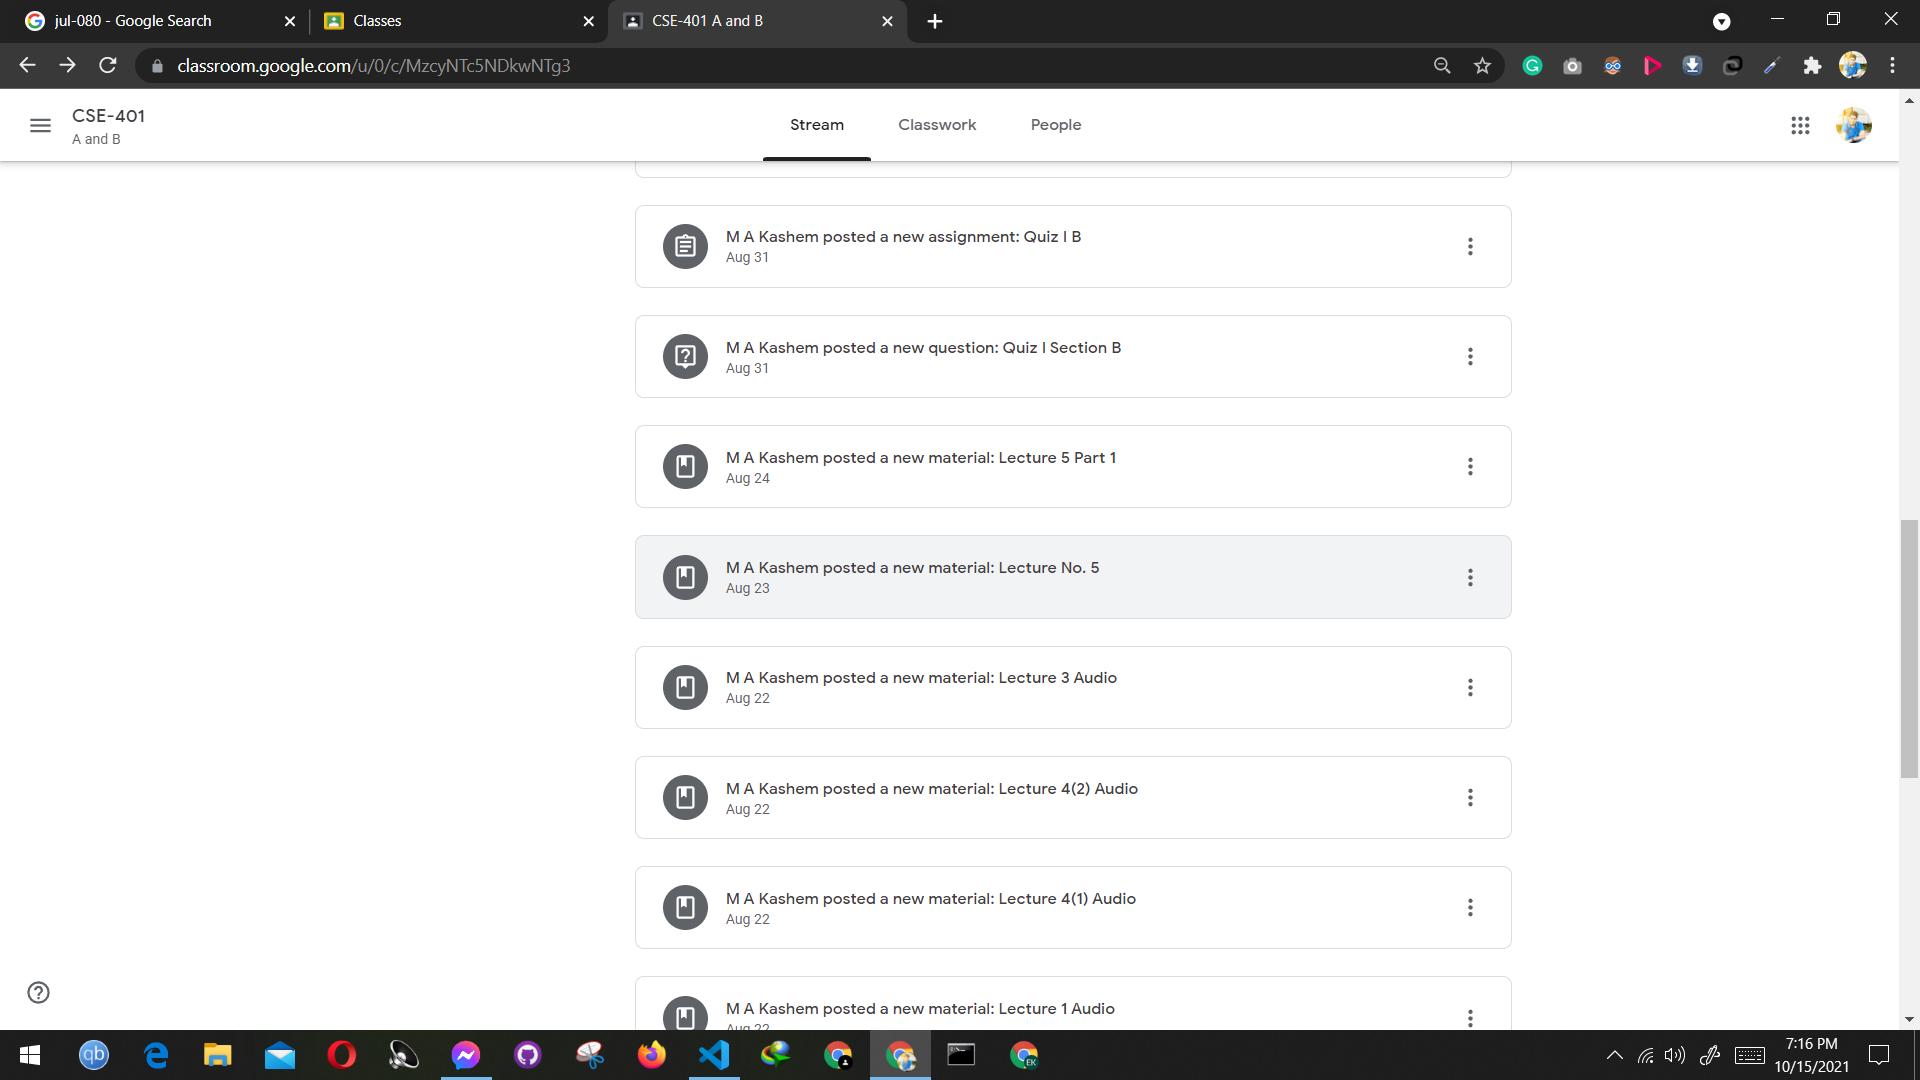 jul-080 - Google Search
Classes
CSE-401 A and B
classroom.google.com/u/0/c/MzcyNTc5NDkwNTg3
CSE-401
A and B
Stream
Classwork
People
M A Kashem posted a new assignment: Quiz I B
Aug 31
M A Kashem posted a new question: Quiz I Section B
Aug 31
M A Kashem posted a new material: Lecture 5 Part 1
Aug 24
M A Kashem posted a new material: Lecture No. 5
Aug 23
M A Kashem posted a new material: Lecture 3 Audio
Aug 22
M A Kashem posted a new material: Lecture 4(2) Audio
Aug 22
M A Kashem posted a new material: Lecture 4(1) Audio
Aug 22
M A Kashem posted a new material: Lecture 1 Audio
Aug 22
qb
EK
7:16 PM
10/15/2021